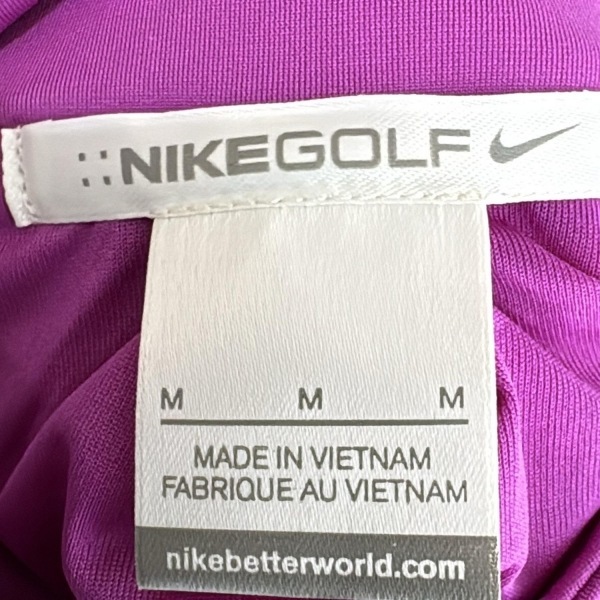 NIKEGOLF
M M M
MADE IN VIETNAM
FABRIQUE AU VIETNAM
nikebetterworld.com